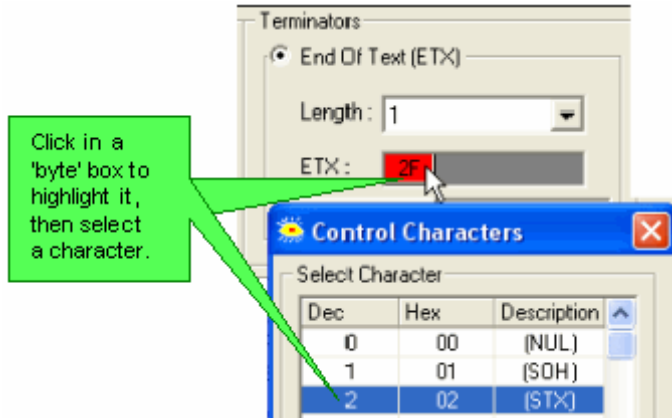 Terminators
End Of Text (ETX)
Length : 1
ETX : 2F
Click in a
'byte' box to
highlight it,
then select
a character.
Control Characters
Select Character
Dec Hex Description
0 00 (NUL)
1 01 (SOH)
2 02 (STX)